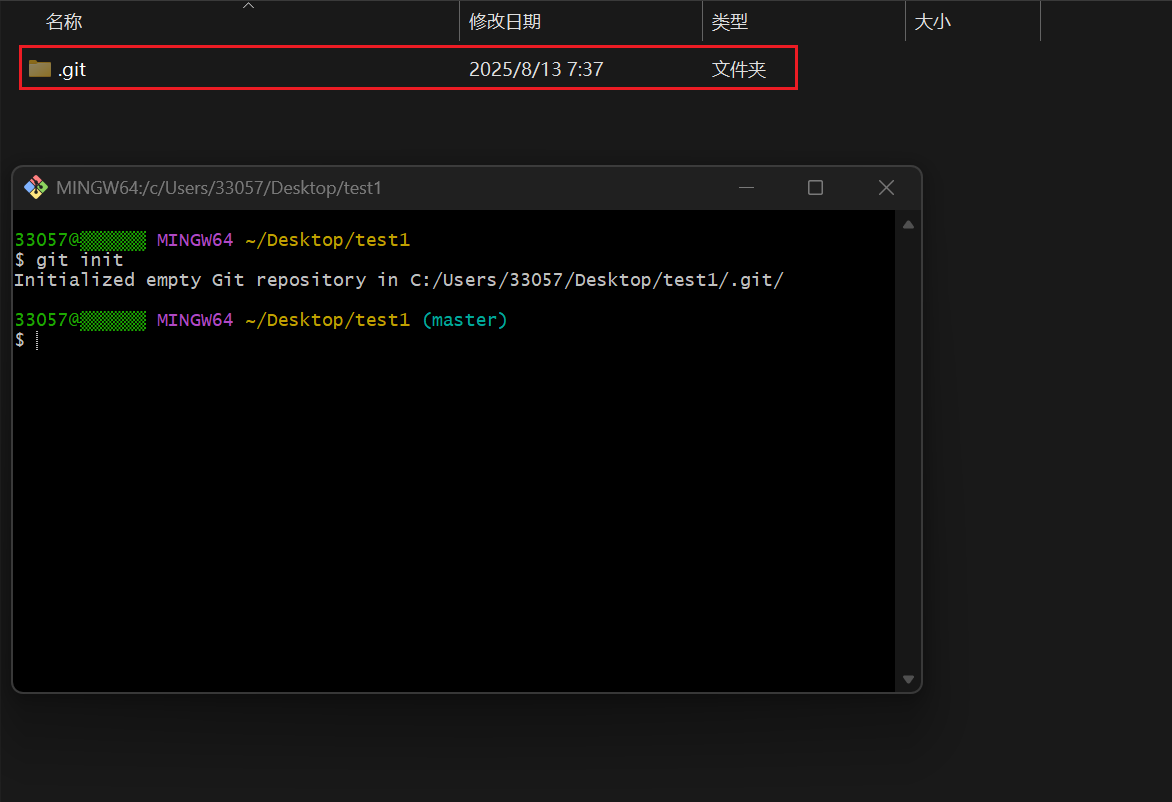 名称 修改日期 类型 大小
.git 2025/8/13 7:37 文件夹
MINGW64:/c/Users/33057/Desktop/test1
33057@ MINGW64 ~/Desktop/test1
$ git init
Initialized empty Git repository in C:/Users/33057/Desktop/test1/.git/
33057@ MINGW64 ~/Desktop/test1 (master)
$